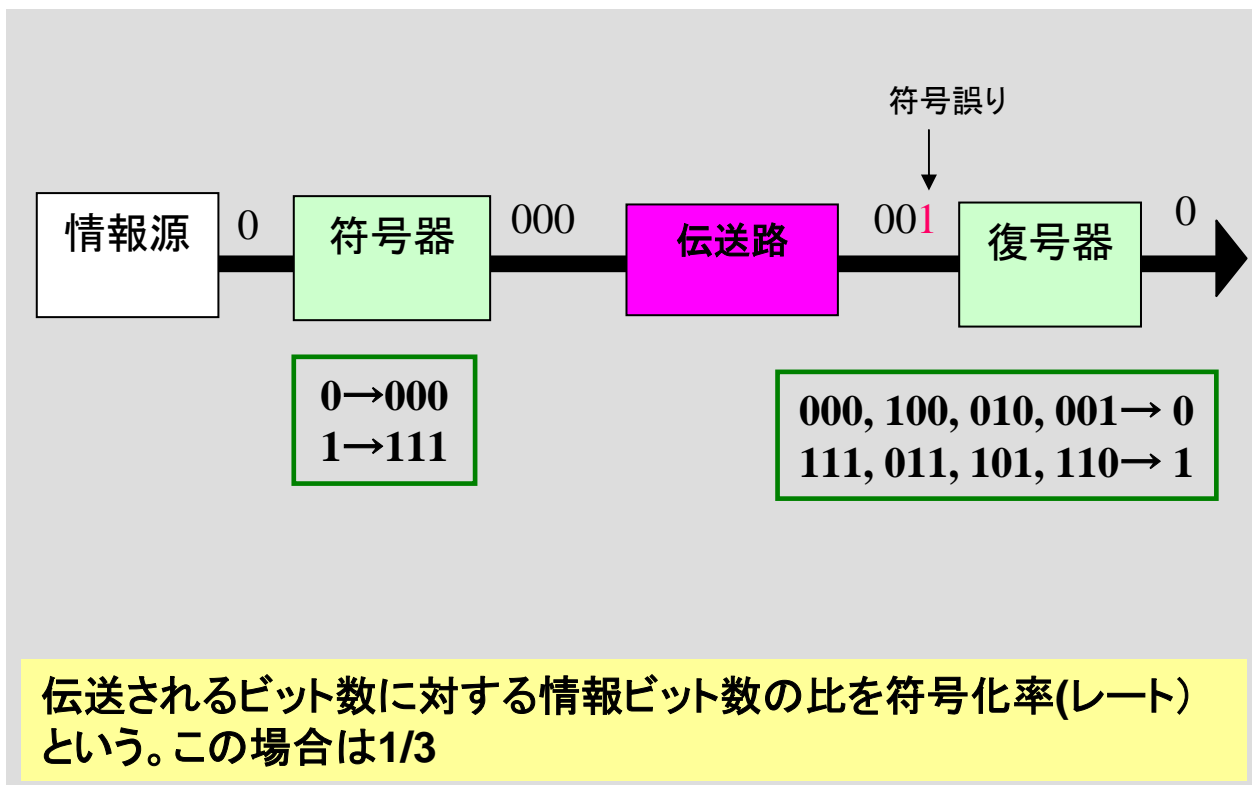 符号誤り
情報源
0
符号器
000
伝送路
001
復号器
0
0→000
1→111
000, 100, 010, 001→ 0
111, 011, 101, 110→ 1
伝送されるビット数に対する情報ビット数の比を符号化率(レート）
という。この場合は1/3